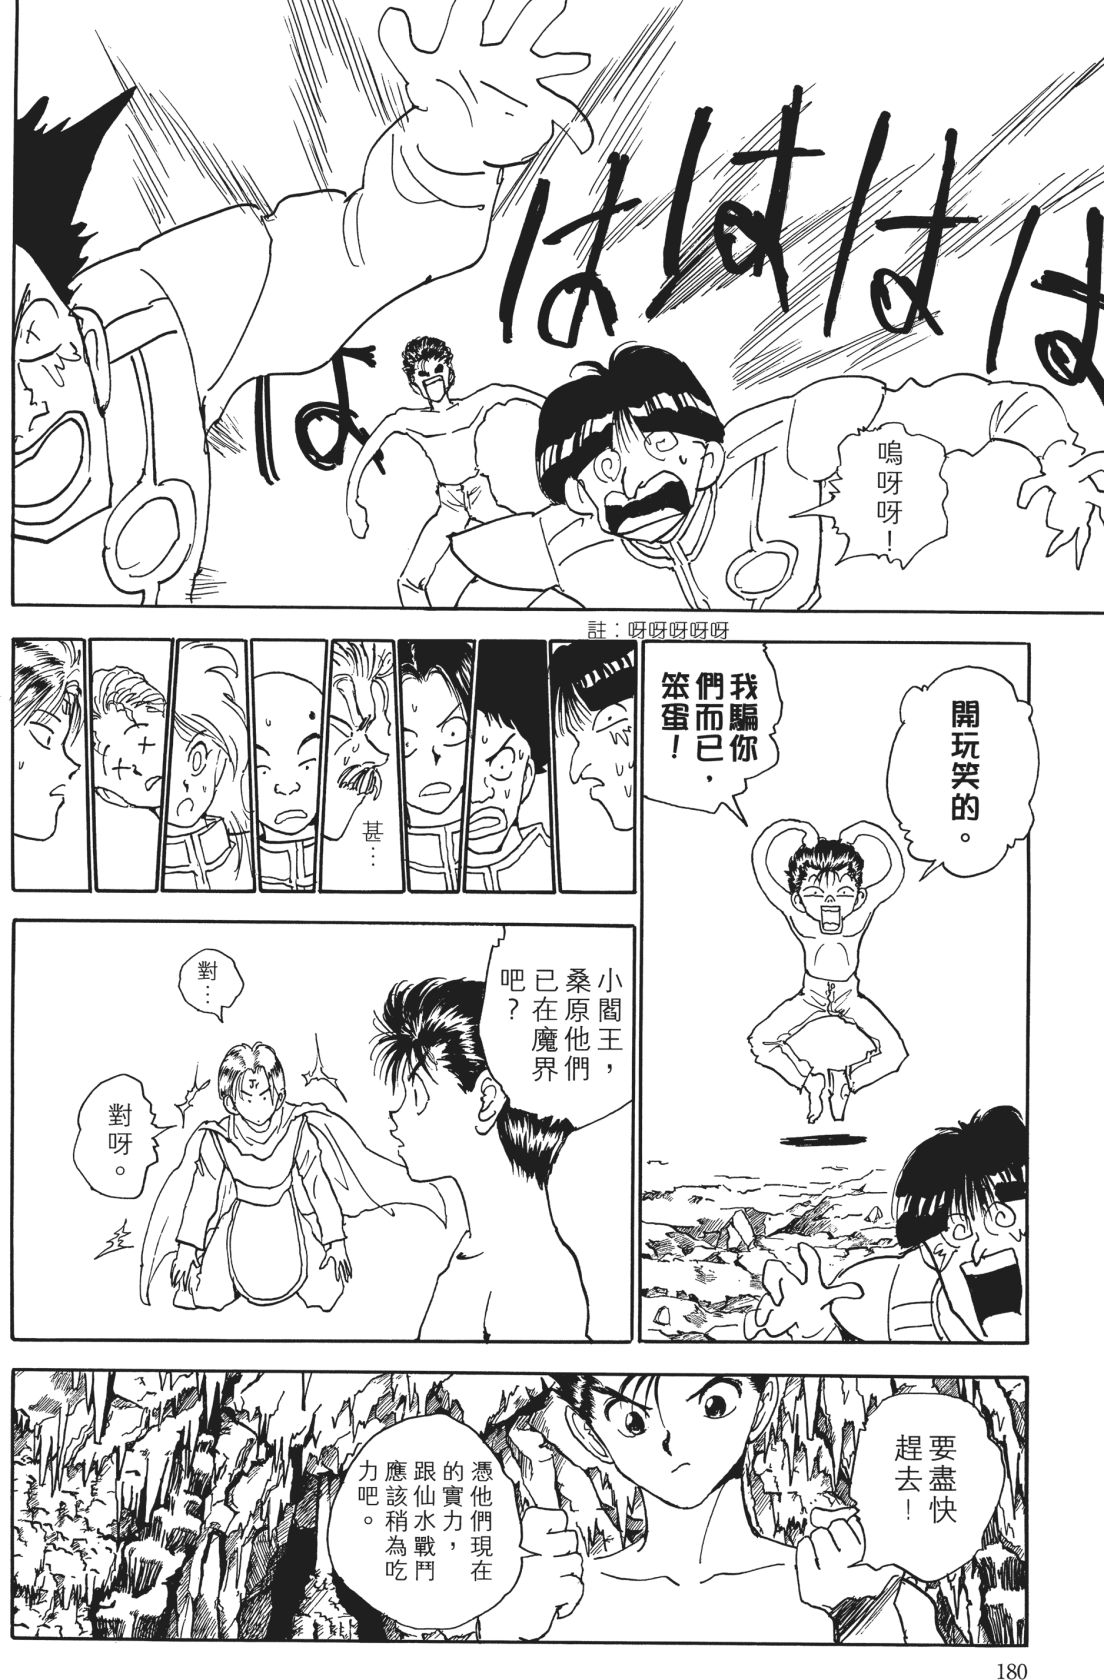 ははははは
嗚呀呀！
註：呀呀呀呀呀
開玩笑的。
我騙你
們而已，
笨蛋！
甚…
小閻王，
桑原他們
已在魔界
吧？
對…
對呀。
要盡快
趕去！
憑他們現在
的實力，
跟仙水戰鬥
應該稍為吃
力吧。
180